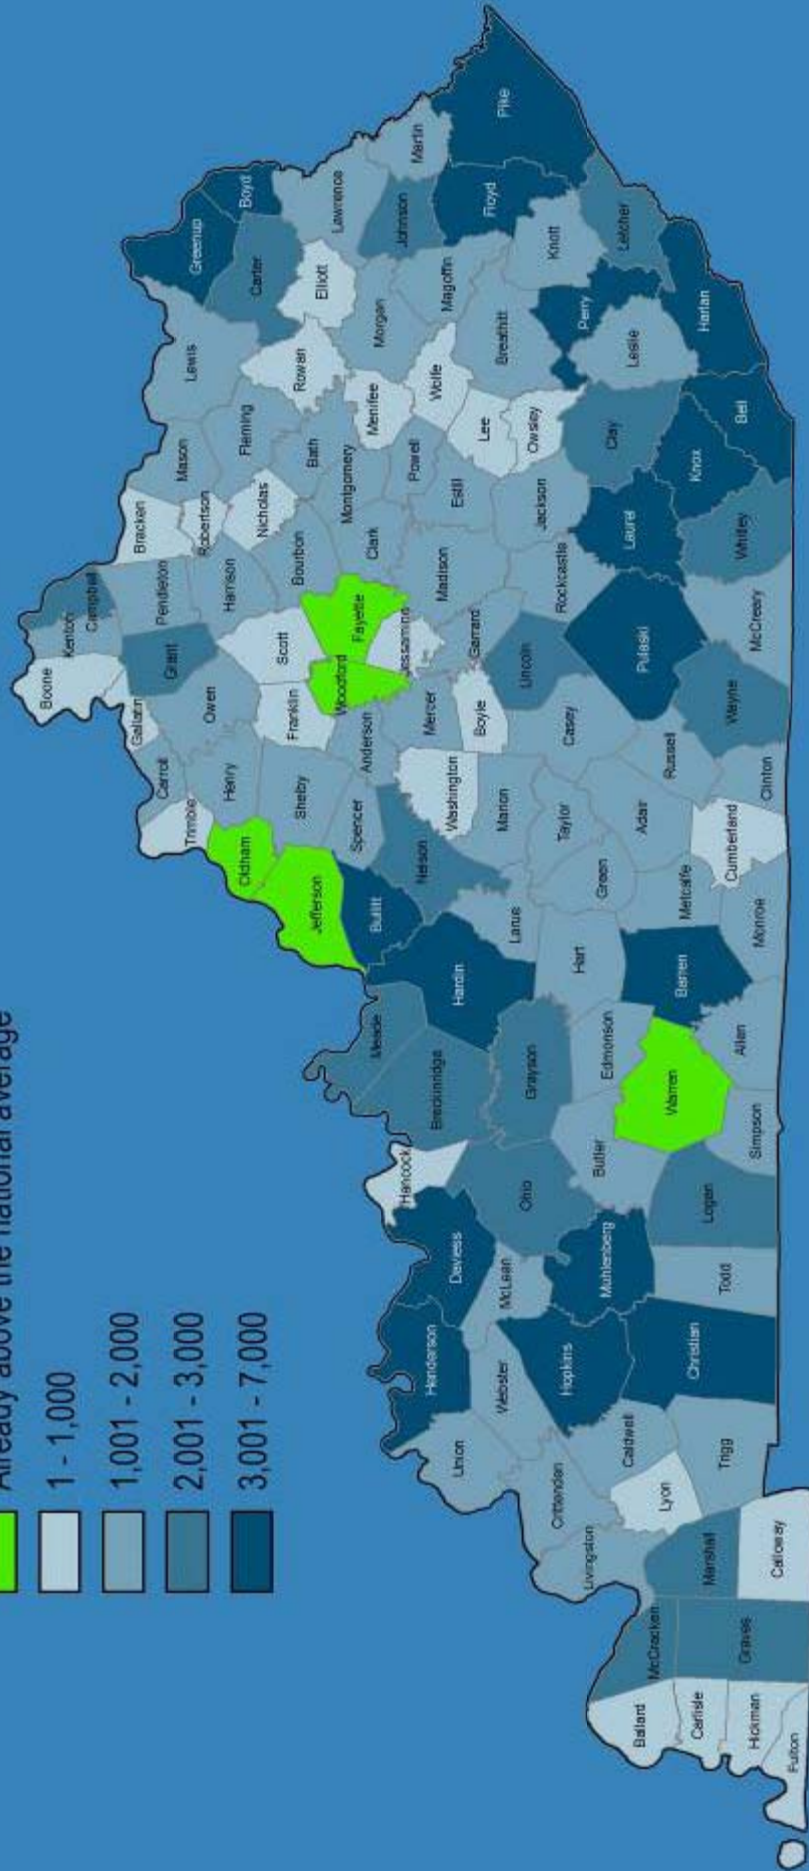 Already above the national average
1 - 1,000
1,001 - 2,000
2,001 - 3,000
3,001 - 7,000
Boone
Kenton
Campbell
Gallatin
Grant
Pendleton
Bracken
Carroll
Owen
Harrison
Robertson
Mason
Lewis
Greenup
Trimble
Henry
Nicholas
Fleming
Carter
Boyd
Oldham
Shelby
Franklin
Scott
Bourbon
Bath
Rowan
Elliott
Lawrence
Jefferson
Spencer
Anderson
Woodford
Fayette
Clark
Montgomery
Menifee
Morgan
Johnson
Martin
Bullitt
Nelson
Washington
Mercer
Jessamine
Madison
Estill
Powell
Wolfe
Magoffin
Floyd
Pike
Meade
Hancock
Breckinridge
Hardin
Larue
Marion
Boyle
Garrard
Lincoln
Rockcastle
Jackson
Lee
Owsley
Breathitt
Knott
Letcher
Henderson
Daviess
Union
Webster
McLean
Ohio
Grayson
Hart
Green
Taylor
Casey
Pulaski
Laurel
Clay
Perry
Leslie
Harlan
Crittenden
Livingston
Hopkins
Muhlenberg
Butler
Edmonson
Barren
Metcalfe
Adair
Russell
Wayne
McCreary
Whitley
Knox
Bell
Ballard
McCracken
Caldwell
Lyon
Christian
Todd
Logan
Warren
Simpson
Allan
Monroe
Cumberland
Clinton
Carlisle
Hickman
Fulton
Graves
Marshall
Calloway
Trigg